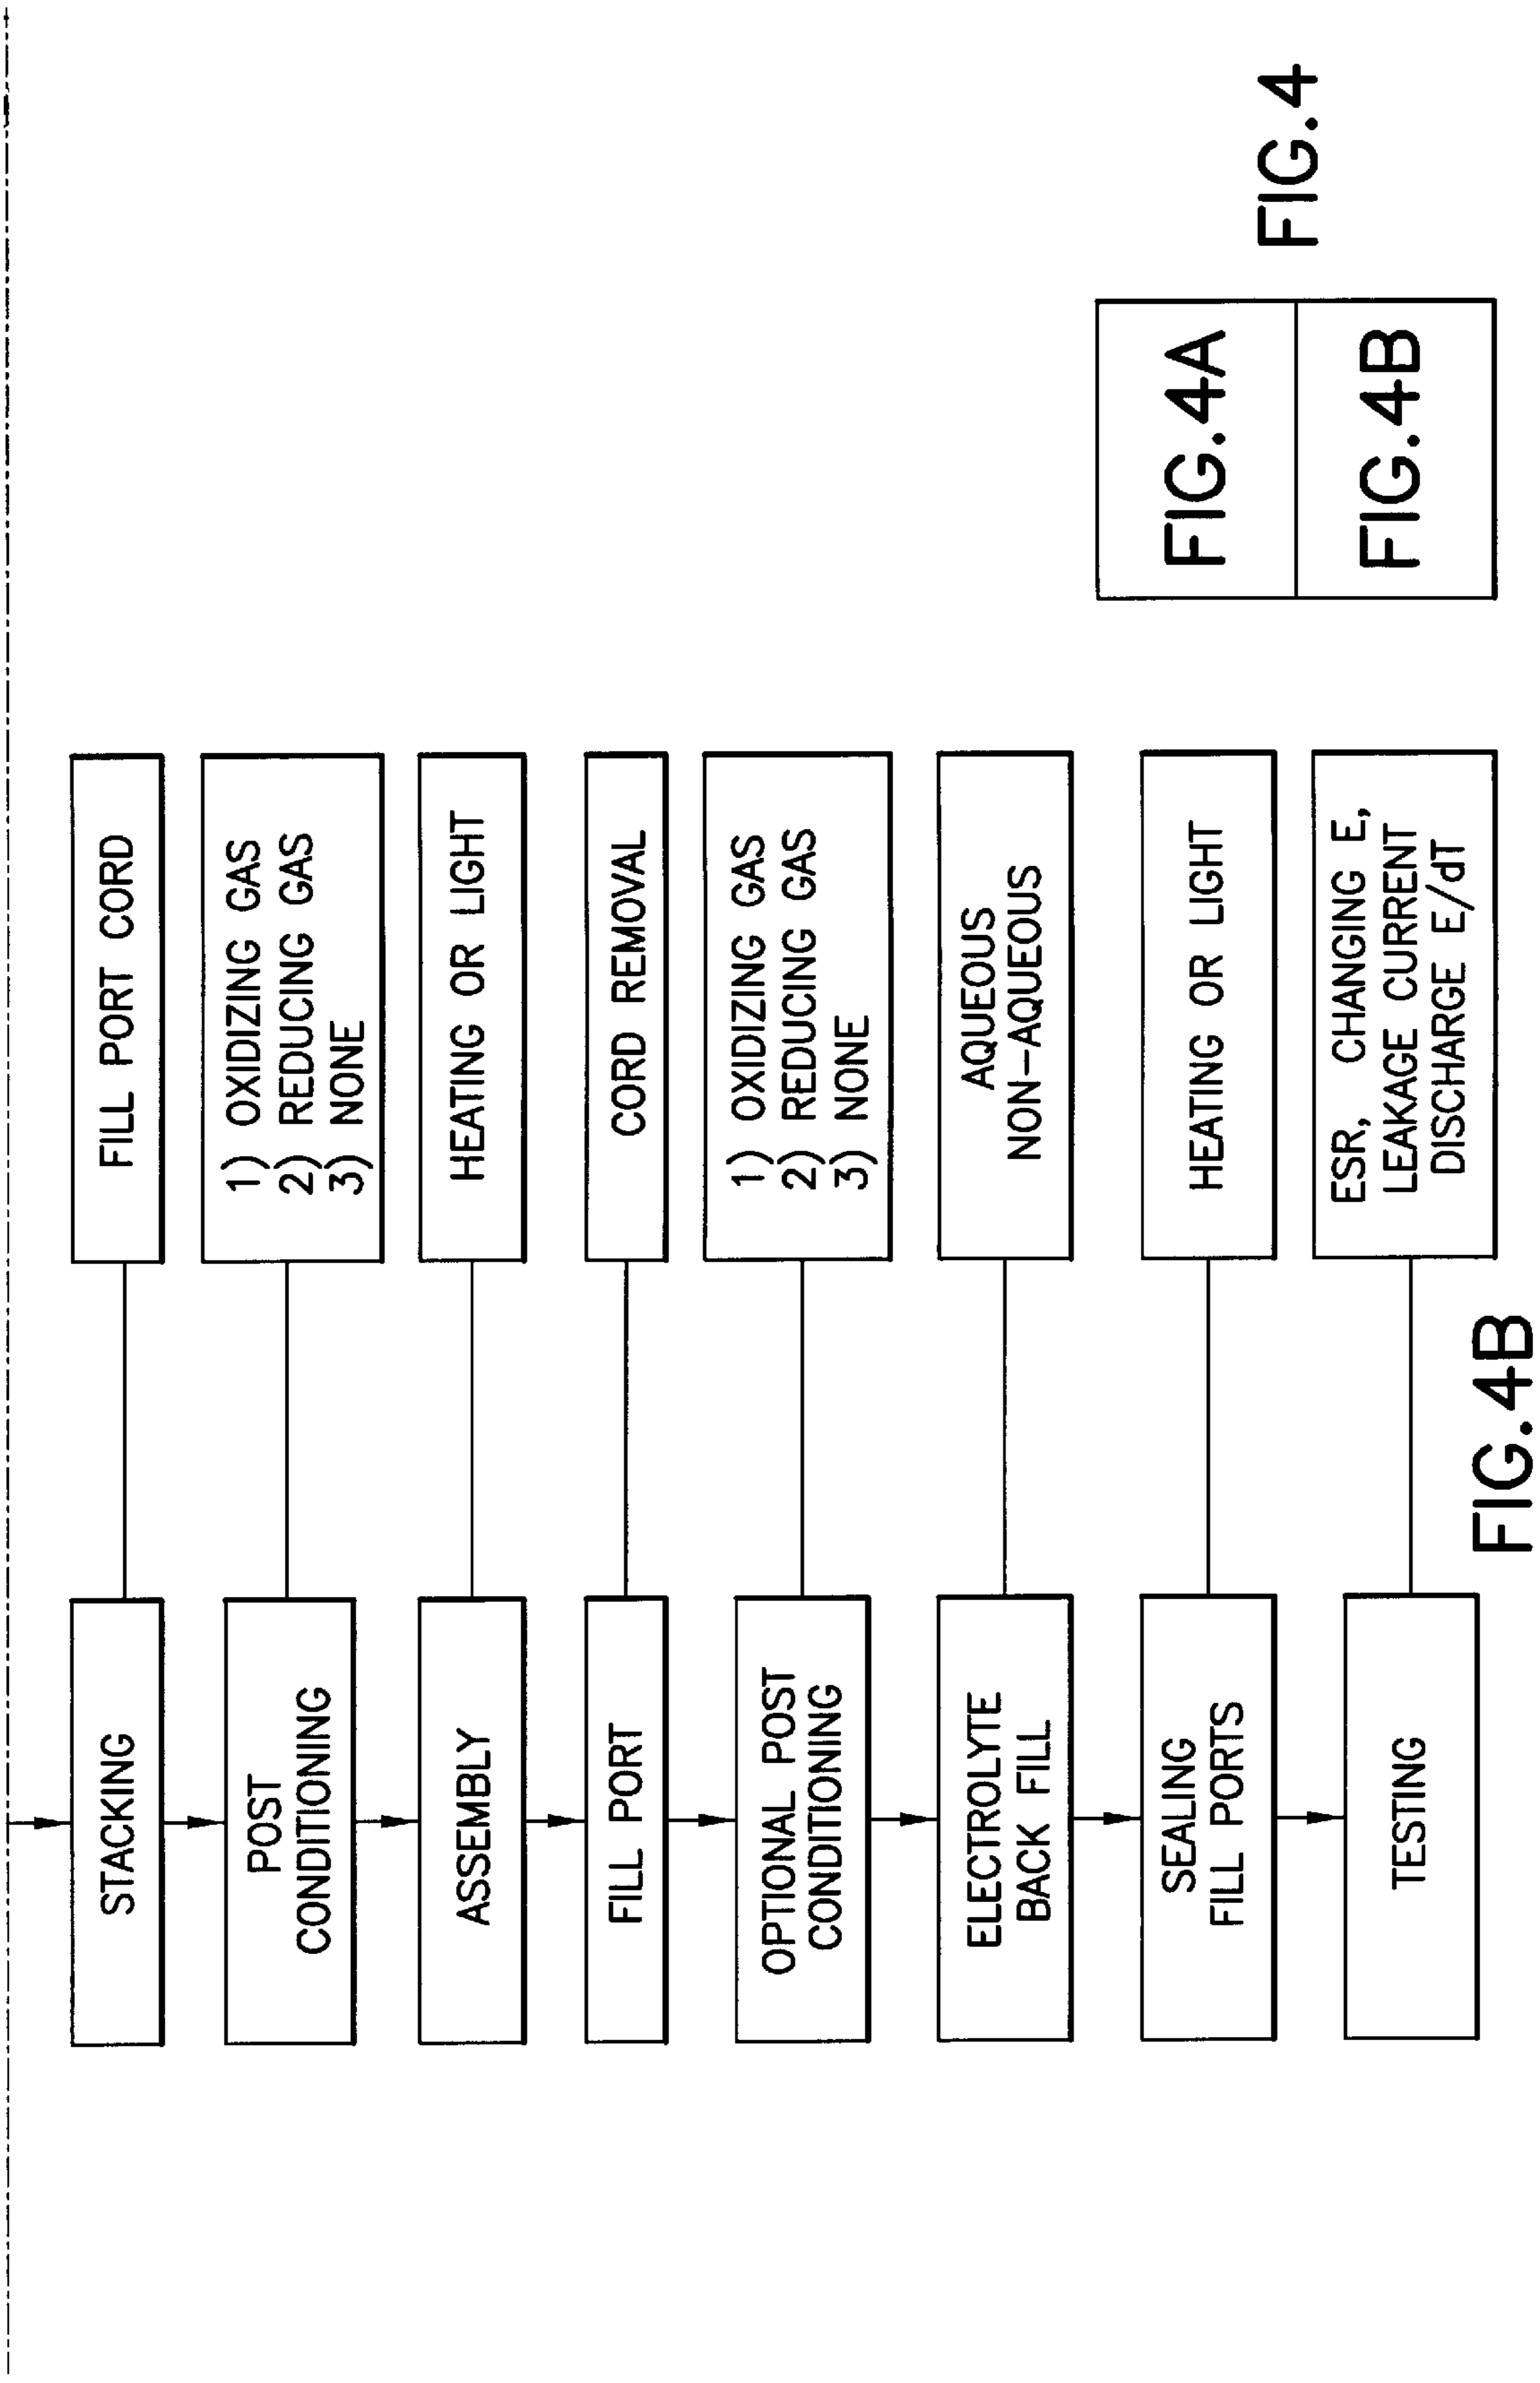 STACKING
FILL PORT CORD
POST
CONDITIONING
1) OXIDIZING GAS
2) REDUCING GAS
3) NONE
ASSEMBLY
HEATING OR LIGHT
FILL PORT
CORD REMOVAL
OPTIONAL POST
CONDITIONING
1) OXIDIZING GAS
2) REDUCING GAS
3) NONE
ELECTROLYTE
BACK FILL
AQUEOUS
NON-AQUEOUS
SEALING
FILL PORTS
HEATING OR LIGHT
TESTING
ESR, CHANGING E,
LEAKAGE CURRENT
DISCHARGE E/dT
FIG.4B
FIG.4A
FIG.4B
FIG.4